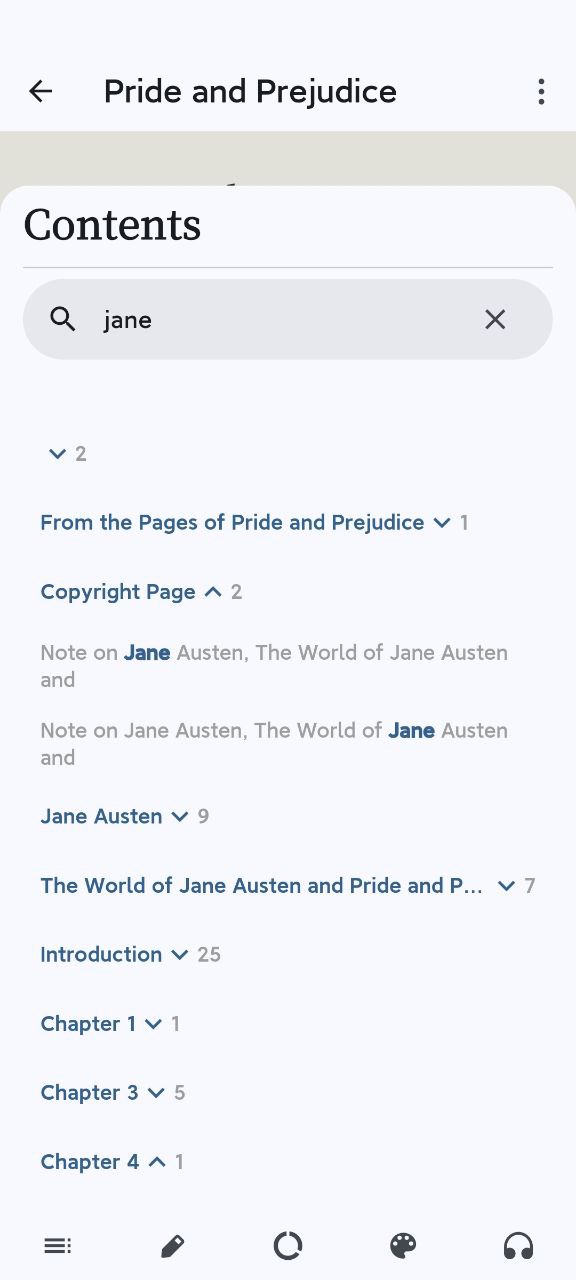 Pride and Prejudice
Contents
jane
2
From the Pages of Pride and Prejudice 1
Copyright Page 2
Note on Jane Austen, The World of Jane Austen
and
Note on Jane Austen, The World of Jane Austen
and
Jane Austen 9
The World of Jane Austen and Pride and P... 7
Introduction 25
Chapter 1 1
Chapter 3 5
Chapter 4 1